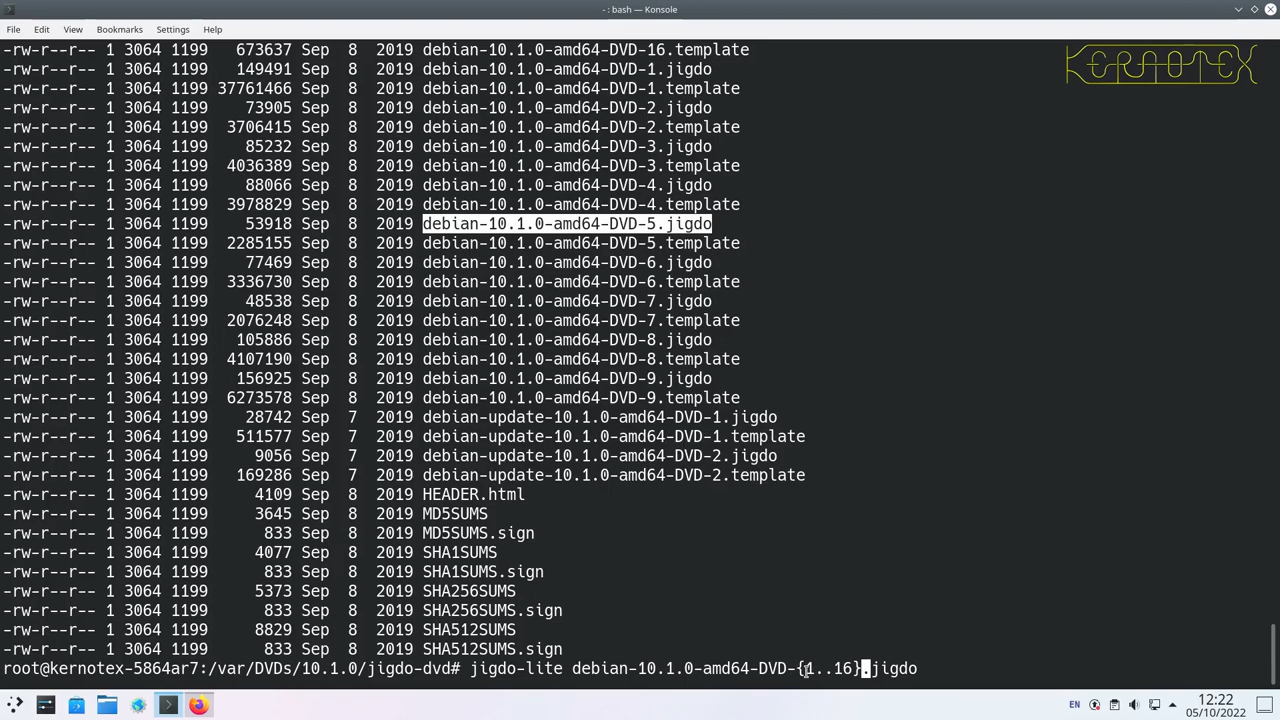 - : bash — Konsole
File Edit View Bookmarks Settings Help
KERNOTEX
-rw-r--r-- 1 3064 1199   673637 Sep  8  2019 debian-10.1.0-amd64-DVD-16.template
-rw-r--r-- 1 3064 1199   149491 Sep  8  2019 debian-10.1.0-amd64-DVD-1.jigdo
-rw-r--r-- 1 3064 1199 37761466 Sep  8  2019 debian-10.1.0-amd64-DVD-1.template
-rw-r--r-- 1 3064 1199    73905 Sep  8  2019 debian-10.1.0-amd64-DVD-2.jigdo
-rw-r--r-- 1 3064 1199  3706415 Sep  8  2019 debian-10.1.0-amd64-DVD-2.template
-rw-r--r-- 1 3064 1199    85232 Sep  8  2019 debian-10.1.0-amd64-DVD-3.jigdo
-rw-r--r-- 1 3064 1199  4036389 Sep  8  2019 debian-10.1.0-amd64-DVD-3.template
-rw-r--r-- 1 3064 1199    88066 Sep  8  2019 debian-10.1.0-amd64-DVD-4.jigdo
-rw-r--r-- 1 3064 1199  3978829 Sep  8  2019 debian-10.1.0-amd64-DVD-4.template
-rw-r--r-- 1 3064 1199    53918 Sep  8  2019 debian-10.1.0-amd64-DVD-5.jigdo
-rw-r--r-- 1 3064 1199  2285155 Sep  8  2019 debian-10.1.0-amd64-DVD-5.template
-rw-r--r-- 1 3064 1199    77469 Sep  8  2019 debian-10.1.0-amd64-DVD-6.jigdo
-rw-r--r-- 1 3064 1199  3336730 Sep  8  2019 debian-10.1.0-amd64-DVD-6.template
-rw-r--r-- 1 3064 1199    48538 Sep  8  2019 debian-10.1.0-amd64-DVD-7.jigdo
-rw-r--r-- 1 3064 1199  2076248 Sep  8  2019 debian-10.1.0-amd64-DVD-7.template
-rw-r--r-- 1 3064 1199   105886 Sep  8  2019 debian-10.1.0-amd64-DVD-8.jigdo
-rw-r--r-- 1 3064 1199  4107190 Sep  8  2019 debian-10.1.0-amd64-DVD-8.template
-rw-r--r-- 1 3064 1199   156925 Sep  8  2019 debian-10.1.0-amd64-DVD-9.jigdo
-rw-r--r-- 1 3064 1199  6273578 Sep  8  2019 debian-10.1.0-amd64-DVD-9.template
-rw-r--r-- 1 3064 1199    28742 Sep  7  2019 debian-update-10.1.0-amd64-DVD-1.jigdo
-rw-r--r-- 1 3064 1199   511577 Sep  7  2019 debian-update-10.1.0-amd64-DVD-1.template
-rw-r--r-- 1 3064 1199     9056 Sep  7  2019 debian-update-10.1.0-amd64-DVD-2.jigdo
-rw-r--r-- 1 3064 1199   169286 Sep  7  2019 debian-update-10.1.0-amd64-DVD-2.template
-rw-r--r-- 1 3064 1199     4109 Sep  8  2019 HEADER.html
-rw-r--r-- 1 3064 1199     3645 Sep  8  2019 MD5SUMS
-rw-r--r-- 1 3064 1199      833 Sep  8  2019 MD5SUMS.sign
-rw-r--r-- 1 3064 1199     4077 Sep  8  2019 SHA1SUMS
-rw-r--r-- 1 3064 1199      833 Sep  8  2019 SHA1SUMS.sign
-rw-r--r-- 1 3064 1199     5373 Sep  8  2019 SHA256SUMS
-rw-r--r-- 1 3064 1199      833 Sep  8  2019 SHA256SUMS.sign
-rw-r--r-- 1 3064 1199     8829 Sep  8  2019 SHA512SUMS
-rw-r--r-- 1 3064 1199      833 Sep  8  2019 SHA512SUMS.sign
root@kernotex-5864ar7:/var/DVDs/10.1.0/jigdo-dvd# jigdo-lite debian-10.1.0-amd64-DVD-{1..16}.jigdo
EN
12:22
05/10/2022